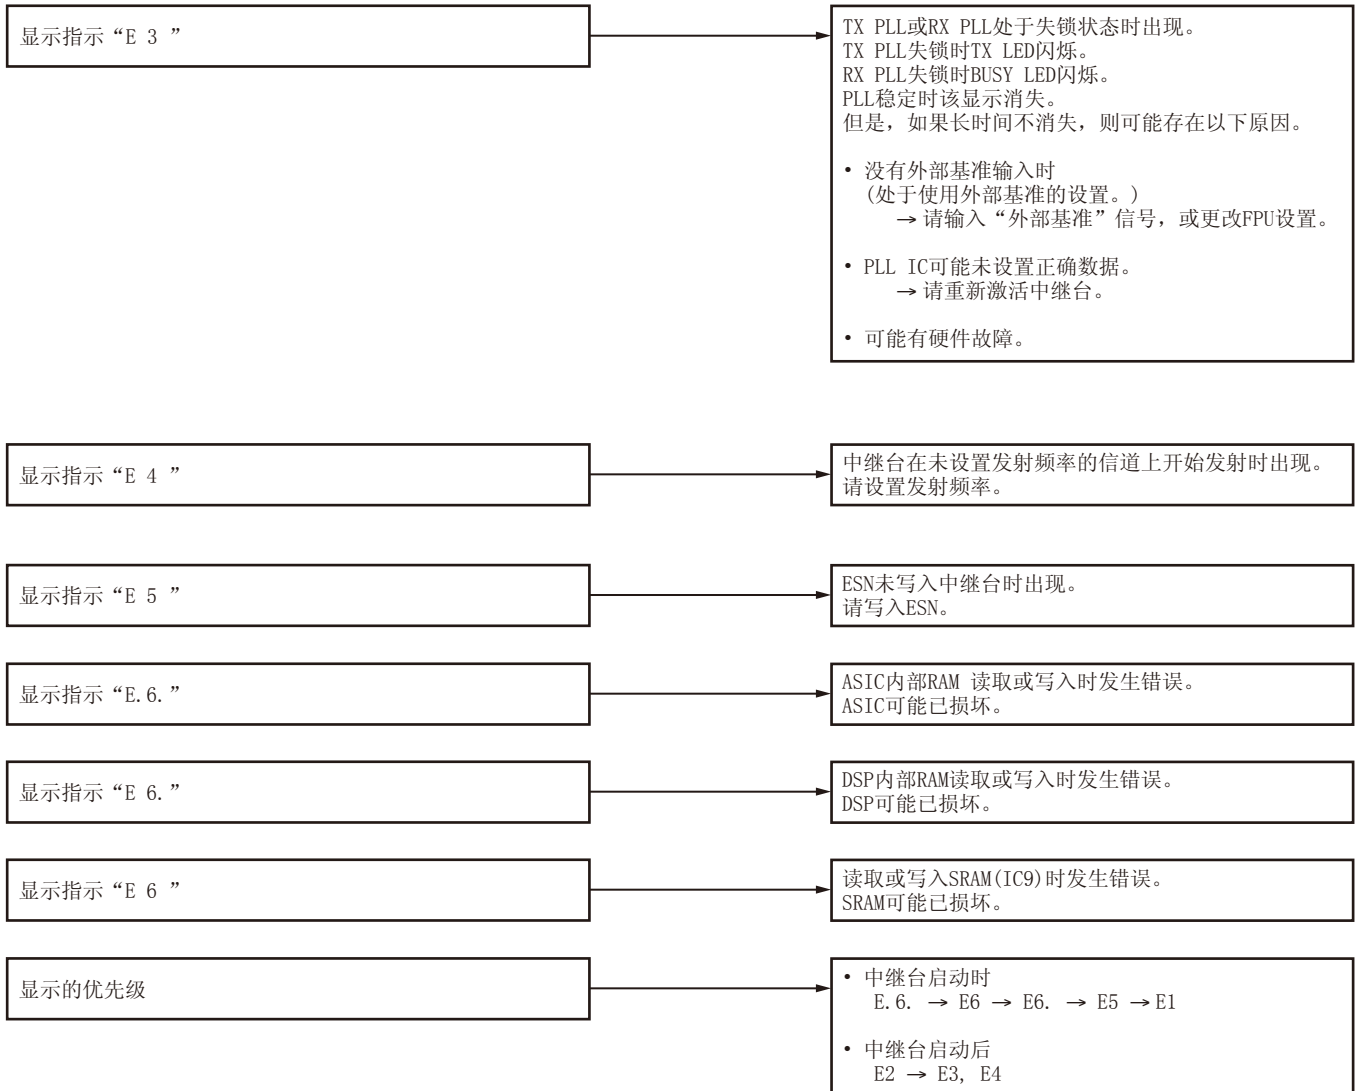 显示指示“E 3 ”
TX PLL或RX PLL处于失锁状态时出现。
TX PLL失锁时TX LED闪烁。
RX PLL失锁时BUSY LED闪烁。
PLL稳定时该显示消失。
但是，如果长时间不消失，则可能存在以下原因。
• 没有外部基准输入时
(处于使用外部基准的设置。)
→ 请输入“外部基准”信号，或更改FPU设置。
• PLL IC可能未设置正确数据。
→ 请重新激活中继台。
• 可能有硬件故障。
显示指示“E 4 ”
中继台在未设置发射频率的信道上开始发射时出现。
请设置发射频率。
显示指示“E 5 ”
ESN未写入中继台时出现。
请写入ESN。
显示指示“E.6.”
ASIC内部RAM 读取或写入时发生错误。
ASIC可能已损坏。
显示指示“E 6.”
DSP内部RAM读取或写入时发生错误。
DSP可能已损坏。
显示指示“E 6 ”
读取或写入SRAM(IC9)时发生错误。
SRAM可能已损坏。
显示的优先级
• 中继台启动时
E.6. → E6 → E6. → E5 → E1
• 中继台启动后
E2 → E3, E4